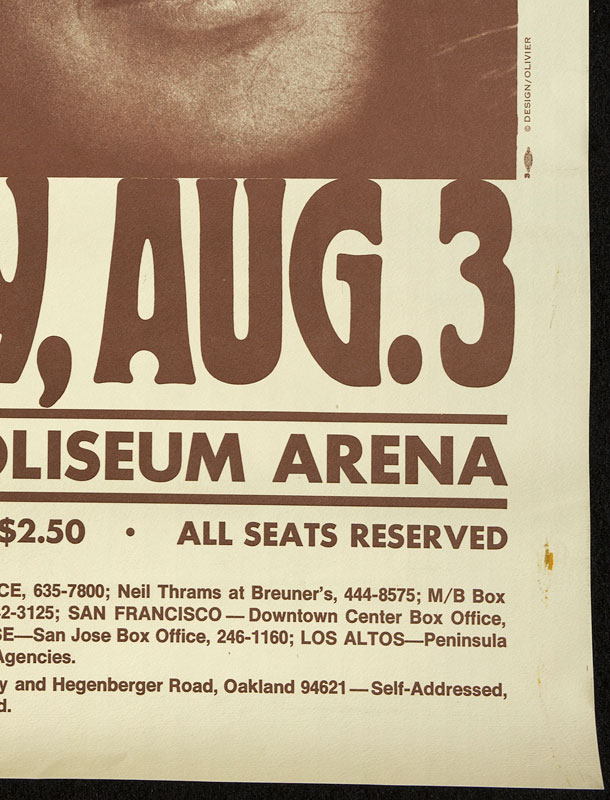 © DESIGN/OLIVIER
, AUG. 3
OLISEUM ARENA
$2.50 • ALL SEATS RESERVED
CE, 635-7800; Neil Thrams at Breuner's, 444-8575; M/B Box
2-3125; SAN FRANCISCO—Downtown Center Box Office,
SE—San Jose Box Office, 246-1160; LOS ALTOS—Peninsula
Agencies.
y and Hegenberger Road, Oakland 94621—Self-Addressed,
d.